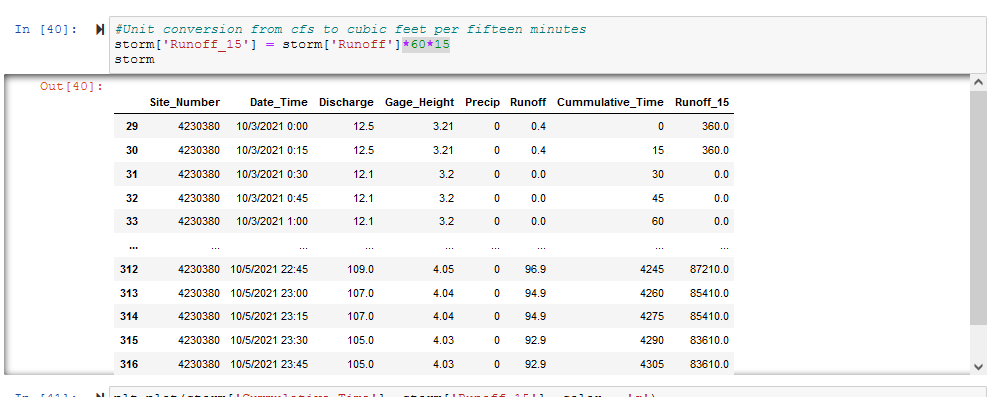 In [40]:
#Unit conversion from cfs to cubic feet per fifteen minutes
storm['Runoff_15'] = storm['Runoff']*60*15
storm
Out[40]:
Site_Number Date_Time Discharge Gage_Height Precip Runoff Cummulative_Time Runoff_15
29 4230380 10/3/2021 0:00 12.5 3.21 0 0.4 0 360.0
30 4230380 10/3/2021 0:15 12.5 3.21 0 0.4 15 360.0
31 4230380 10/3/2021 0:30 12.1 3.2 0 0.0 30 0.0
32 4230380 10/3/2021 0:45 12.1 3.2 0 0.0 45 0.0
33 4230380 10/3/2021 1:00 12.1 3.2 0 0.0 60 0.0
... ... ... ... ... ... ... ... ...
312 4230380 10/5/2021 22:45 109.0 4.05 0 96.9 4245 87210.0
313 4230380 10/5/2021 23:00 107.0 4.04 0 94.9 4260 85410.0
314 4230380 10/5/2021 23:15 107.0 4.04 0 94.9 4275 85410.0
315 4230380 10/5/2021 23:30 105.0 4.03 0 92.9 4290 83610.0
316 4230380 10/5/2021 23:45 105.0 4.03 0 92.9 4305 83610.0